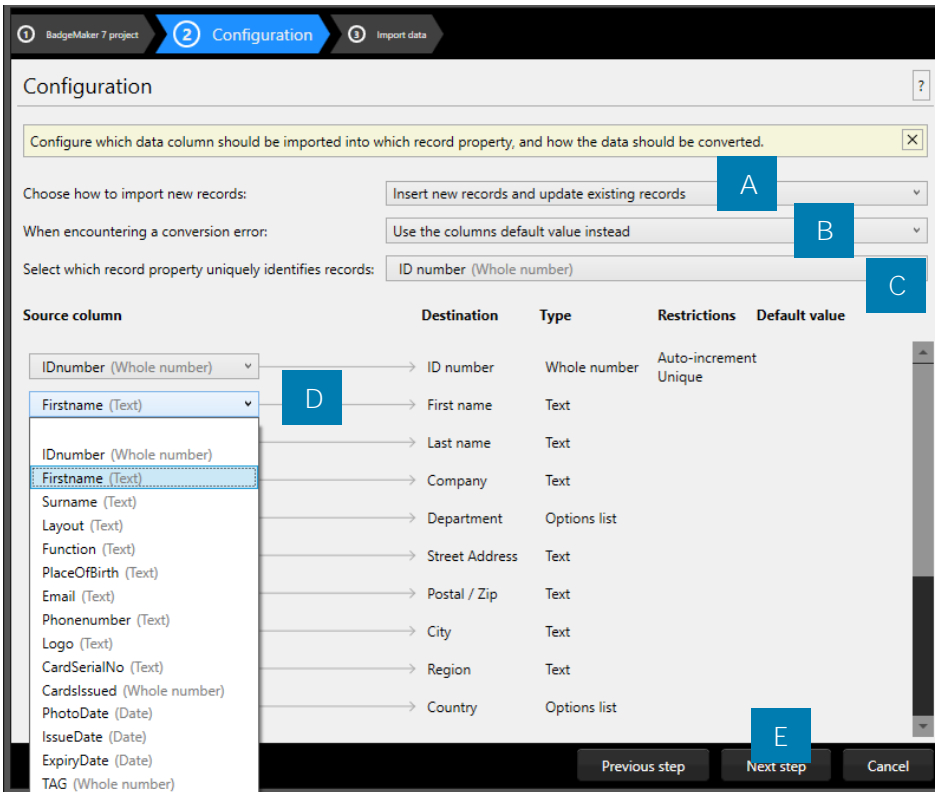 1 BadgeMaker 7 project 2 Configuration 3 Import data
Configuration ?
Configure which data column should be imported into which record property, and how the data should be converted.
A
Choose how to import new records: Insert new records and update existing records
B
When encountering a conversion error: Use the columns default value instead
Select which record property uniquely identifies records: ID number (Whole number)
C
Source column Destination Type Restrictions Default value
IDnumber (Whole number) ID number Whole number Auto-increment
Unique
Firstname (Text) D First name Text
Last name Text
IDnumber (Whole number)
Firstname (Text) Company Text
Surname (Text)
Layout (Text) Department Options list
Function (Text) Street Address Text
PlaceOfBirth (Text)
Email (Text) Postal / Zip Text
Phonenumber (Text) City Text
Logo (Text)
CardSerialNo (Text) Region Text
CardsIssued (Whole number)
PhotoDate (Date) Country Options list
IssueDate (Date)
E
ExpiryDate (Date) Previous step Next step Cancel
TAG (Whole number)